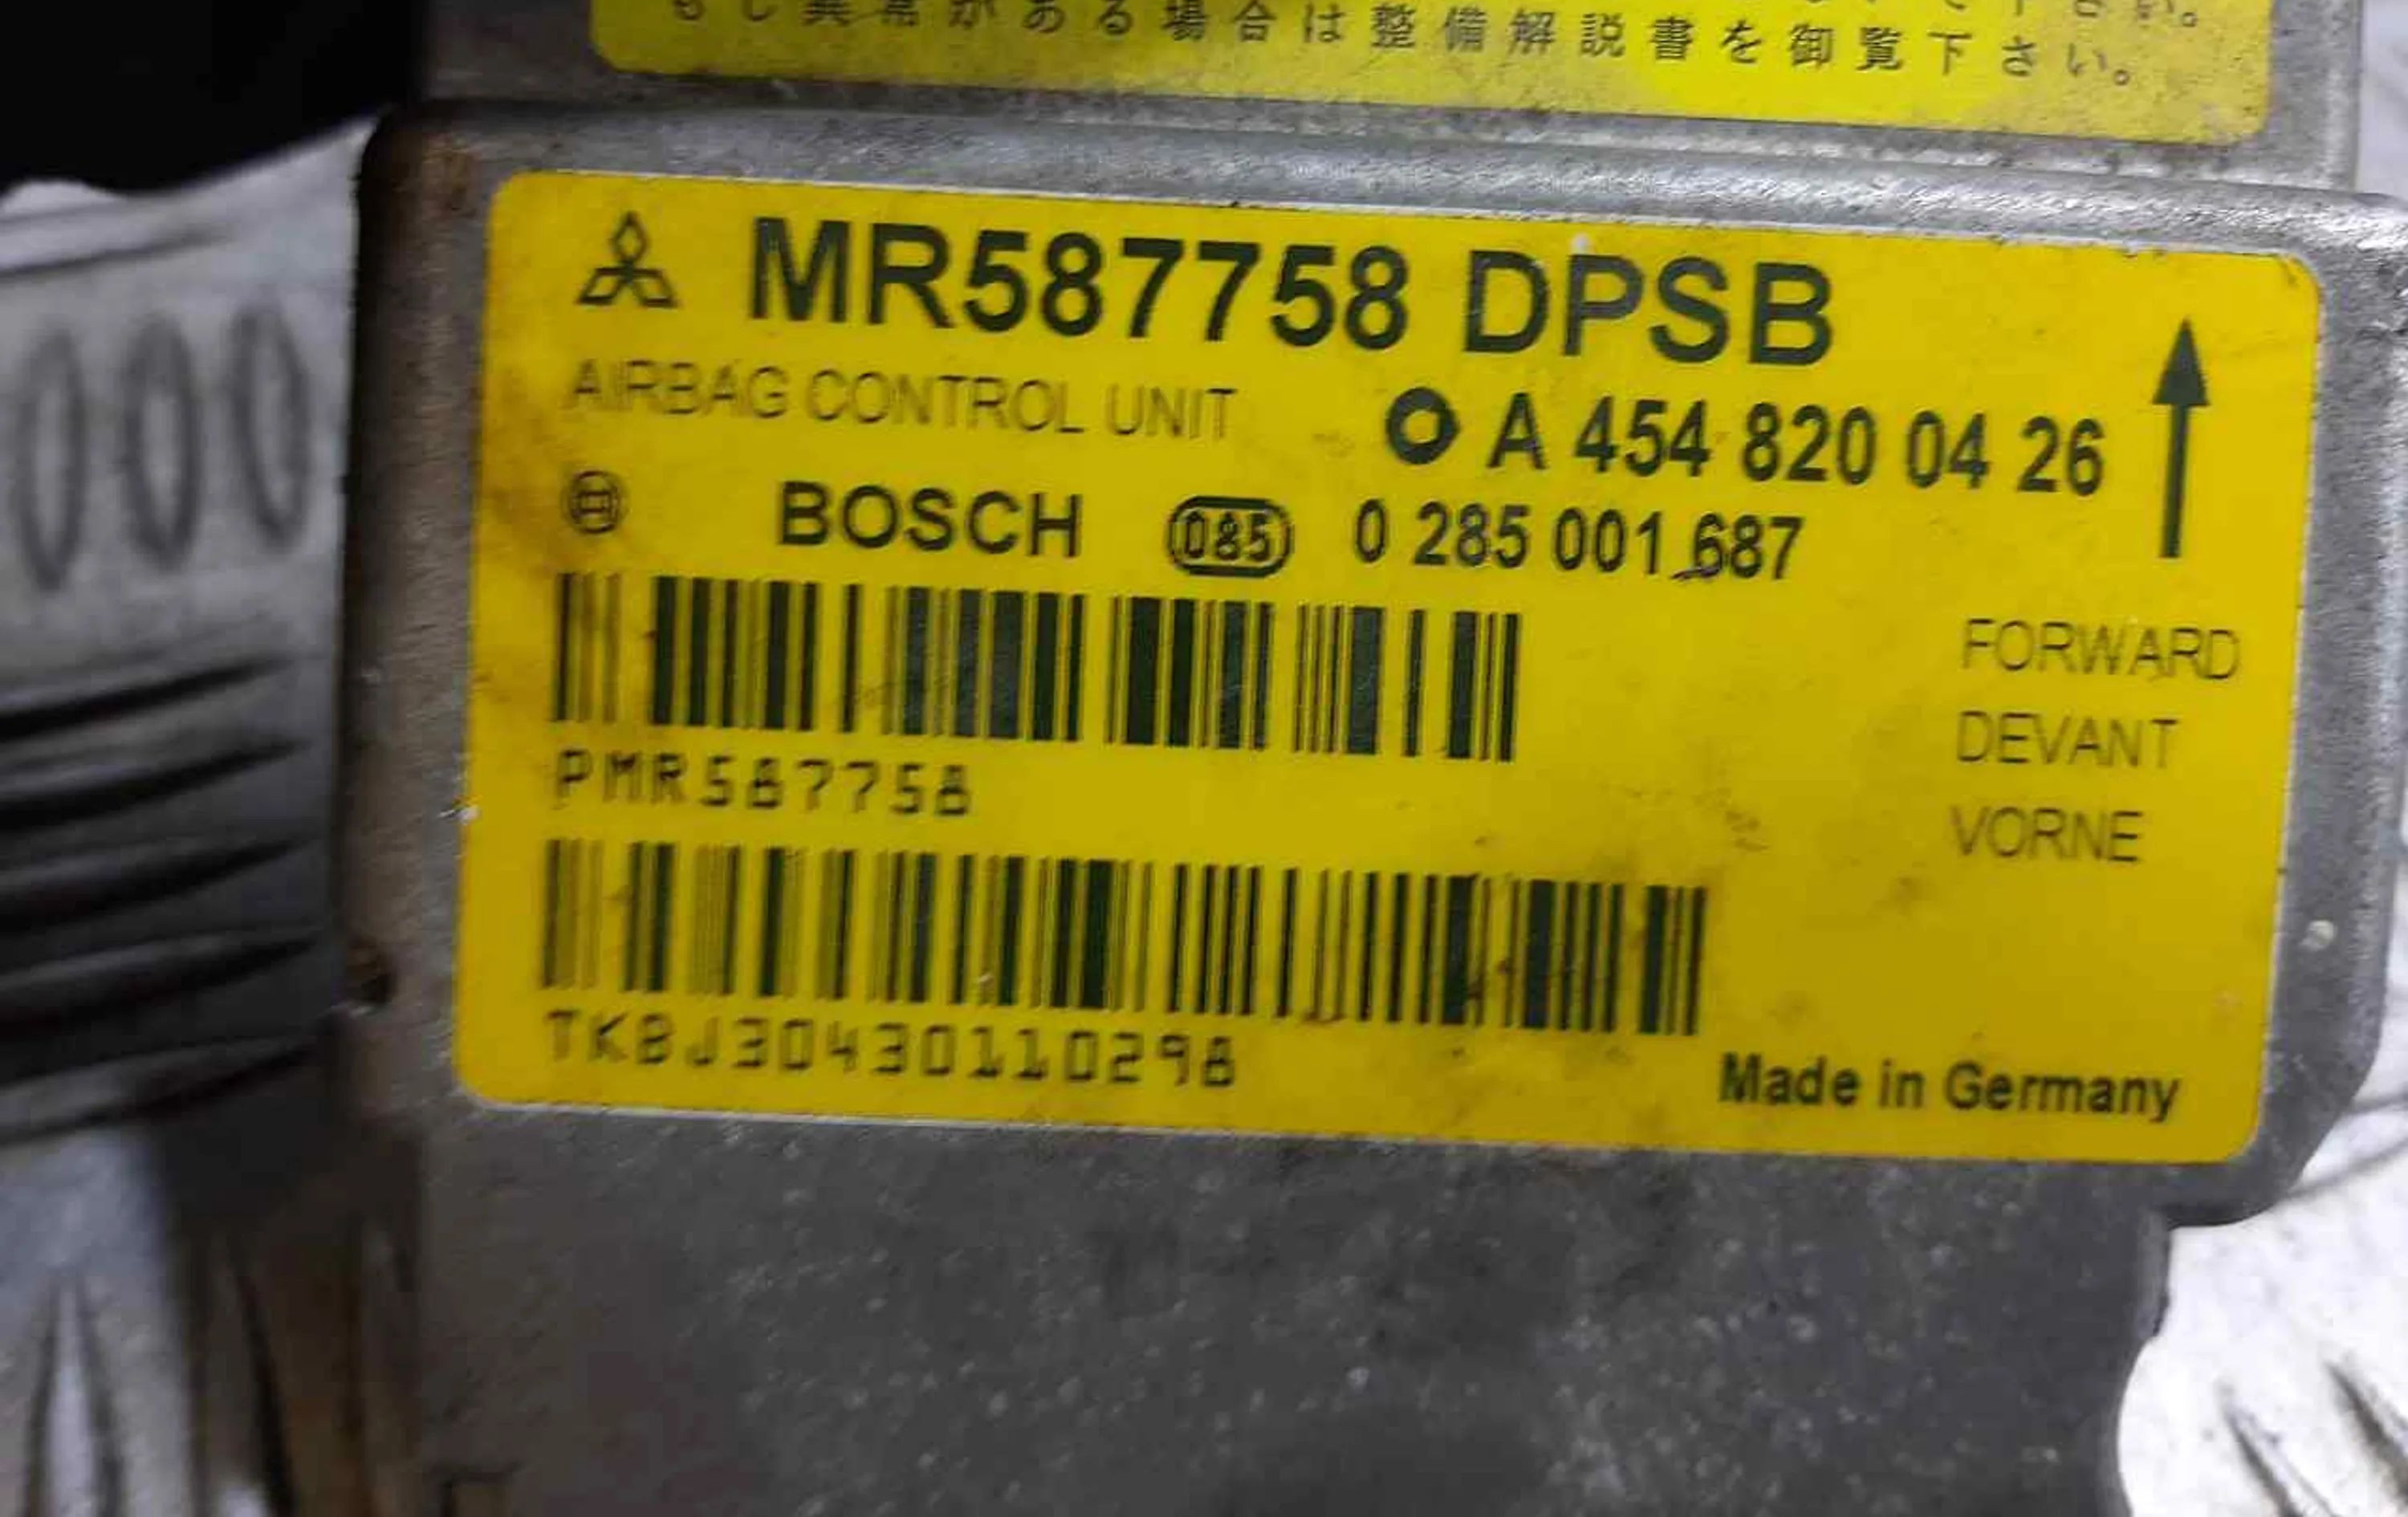 もし異常がある場合は整備解説書を御覧下さい。
MR587758 DPSB
AIRBAG CONTROL UNIT
A 454 820 04 26
BOSCH 085 0 285 001 687
FORWARD
DEVANT
VORNE
PMR587758
TKBJ30430110298
Made in Germany
000